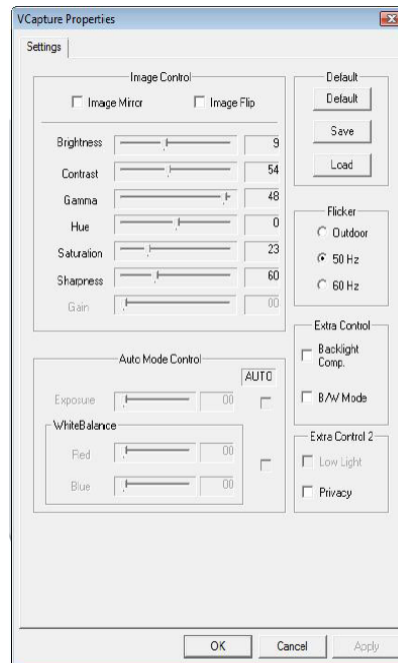 VCapture Properties
Settings
Image Control
Image Mirror Image Flip
Brightness 9
Contrast 54
Gamma 48
Hue 0
Saturation 23
Sharpness 60
Gain 00
Auto Mode Control
AUTO
Exposure 00
WhiteBalance
Red 00
Blue 00
Default
Default
Save
Load
Flicker
Outdoor
50 Hz
60 Hz
Extra Control
Backlight
Comp.
B/W Mode
Extra Control 2
Low Light
Privacy
OK Cancel Apply